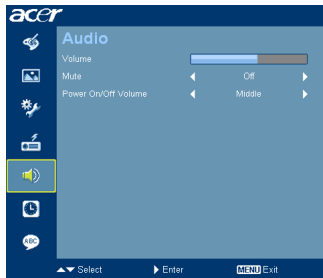 acer
Audio
Volume
Mute Off
Power On/Off Volume Middle
ABC
Select Enter MENU Exit